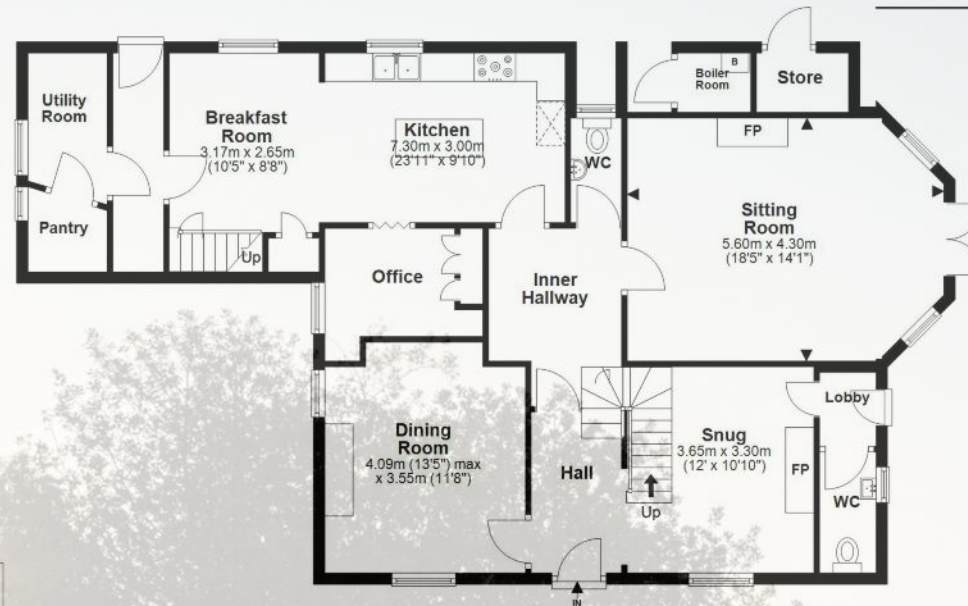 Utility
Room
Breakfast
Room
3.17m x 2.65m
(10'5" x 8'8")
Kitchen
7.30m x 3.00m
(23'11" x 9'10")
WC
Boiler
Room
B
Store
FP
Sitting
Room
5.60m x 4.30m
(18'5" x 14'1")
Pantry
Up
Office
Inner
Hallway
Dining
Room
4.09m (13'5") max
x 3.55m (11'8")
Hall
Up
Snug
3.65m x 3.30m
(12' x 10'10")
FP
Lobby
WC
IN